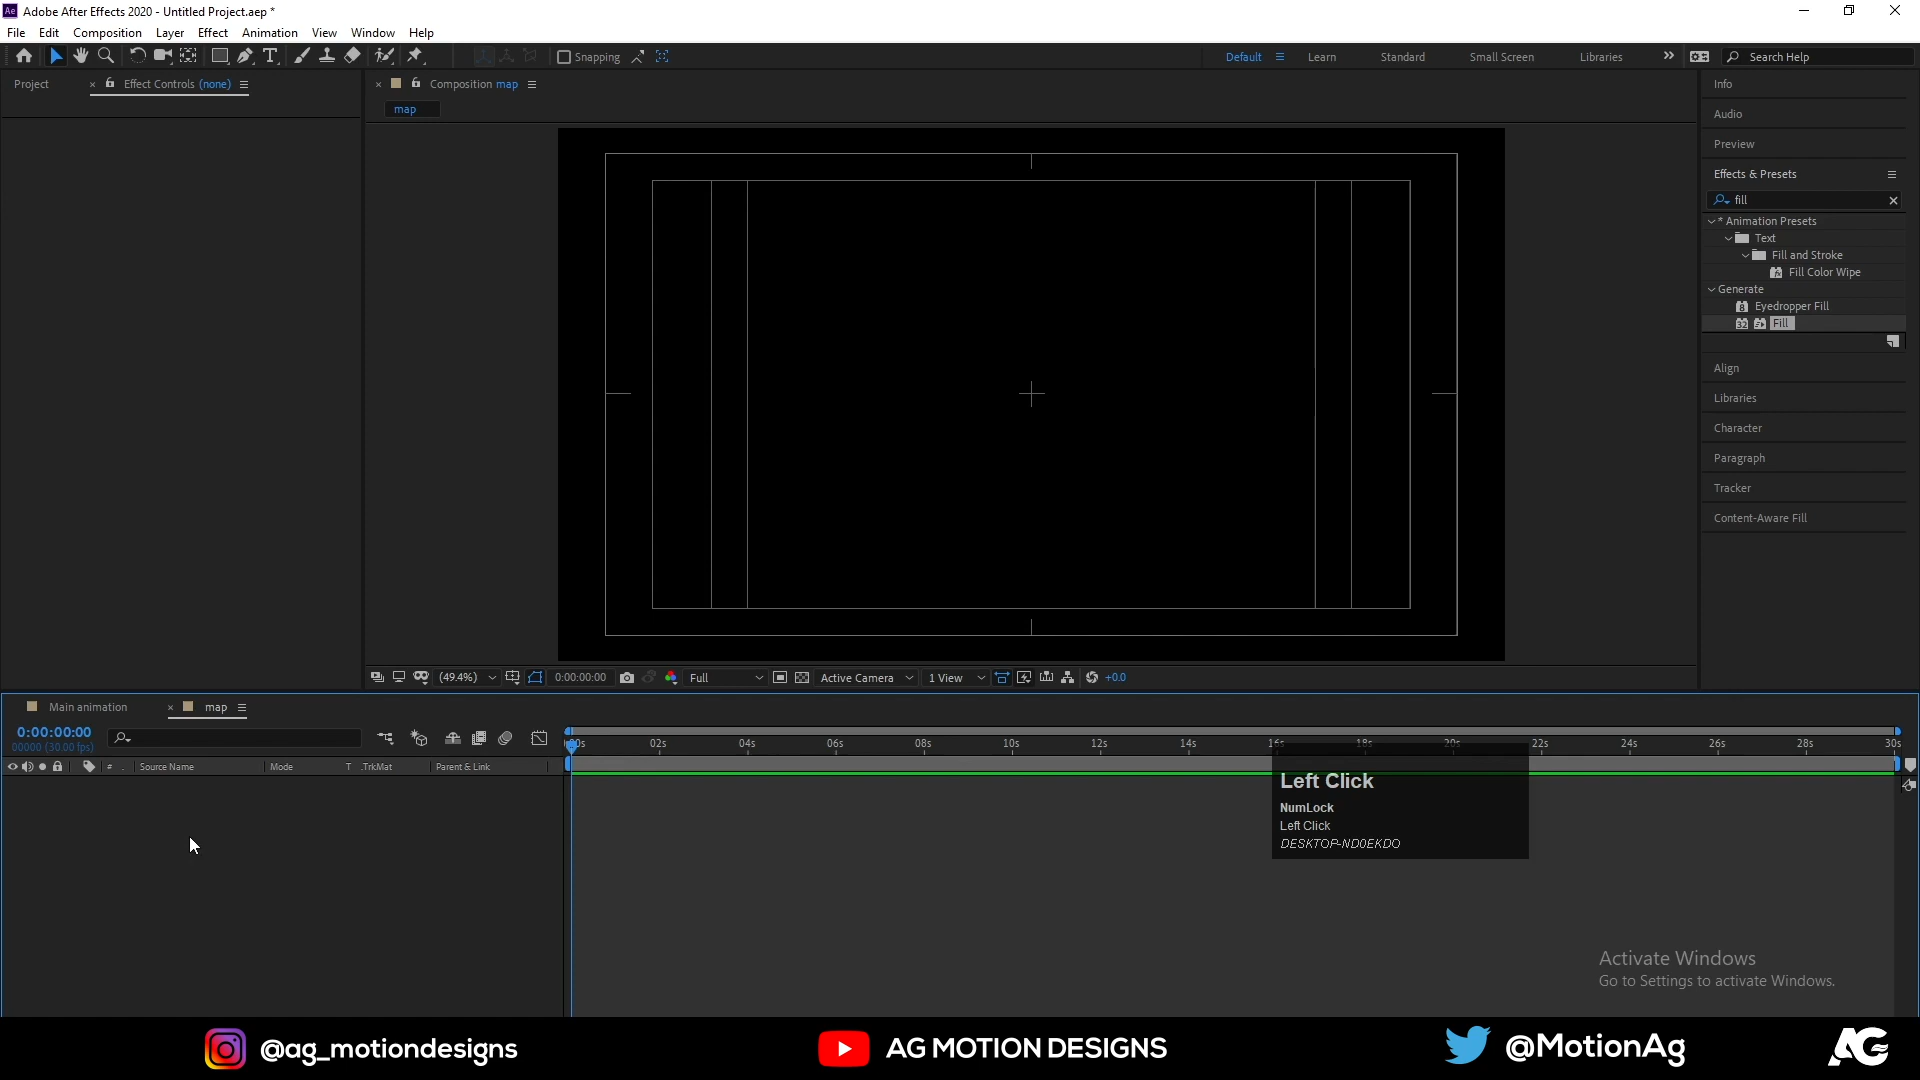 Ae Adobe After Effects 2020 - Untitled Project.aep *
File Edit Composition Layer Effect Animation View Window Help
Snapping
Default Learn Standard Small Screen Libraries Search Help
Project Effect Controls (none)
Composition map
map
Info
Audio
Preview
Effects & Presets
fill
* Animation Presets
Text
Fill and Stroke
Fill Color Wipe
Generate
Eyedropper Fill
Fill
Align
Libraries
Character
Paragraph
Tracker
Content-Aware Fill
(49.4%) 0:00:00:00 Full Active Camera 1 View +0.0
Main animation map
0:00:00:00
00000 (30.00 fps)
02s 04s 06s 08s 10s 12s 14s 16s 18s 20s 22s 24s 26s 28s 30s
# Source Name Mode T .TrkMat Parent & Link
Left Click
NumLock
Left Click
DESKTOP-ND0EKDO
Activate Windows
Go to Settings to activate Windows.
@ag_motiondesigns AG MOTION DESIGNS @MotionAg AG